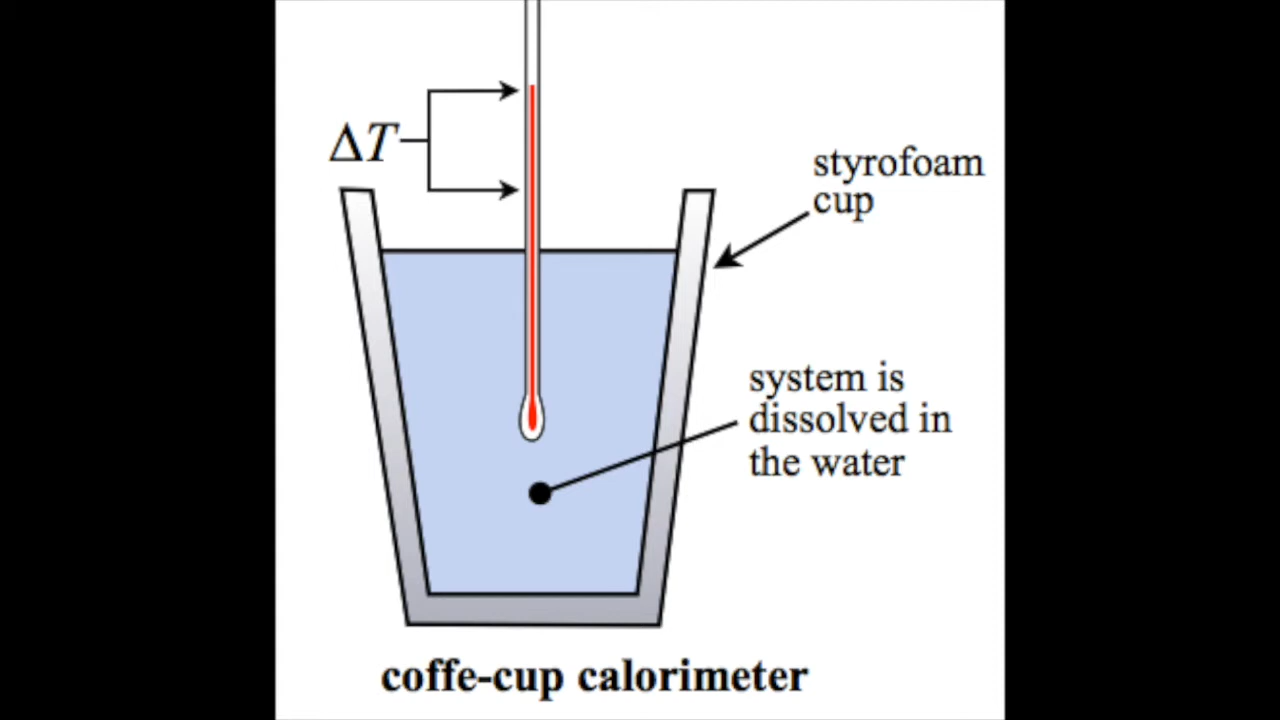 ΔT
styrofoam
cup
system is
dissolved in
the water
coffe-cup calorimeter